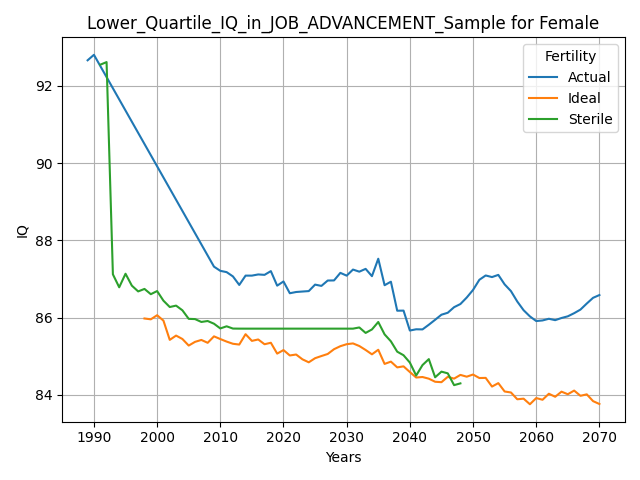 Lower_Quartile_IQ_in_JOB_ADVANCEMENT_Sample for Female
Fertility
Actual
Ideal
Sterile
IQ
92
90
88
86
84
1990 2000 2010 2020 2030 2040 2050 2060 2070
Years